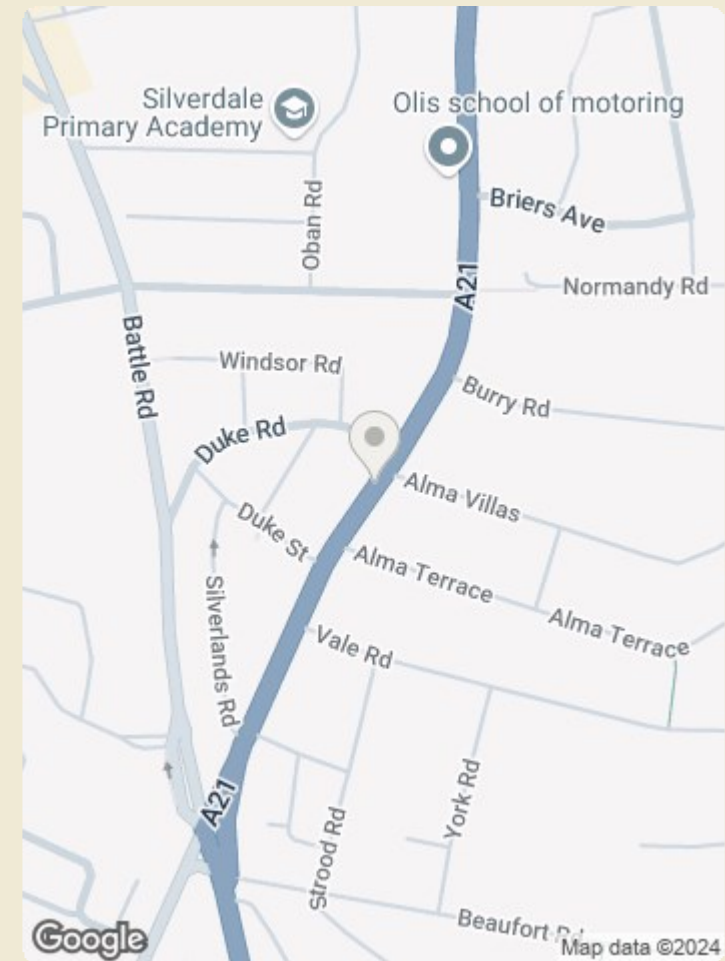 Silverdale
Primary Academy
Olis school of motoring
Oban Rd
Briers Ave
A21
Normandy Rd
Battle Rd
Windsor Rd
Burry Rd
Duke Rd
Alma Villas
Duke St
Alma Terrace
Silverlands Rd
Alma Terrace
Vale Rd
A21
York Rd
Strood Rd
Beaufort Rd
Google
Map data ©2024